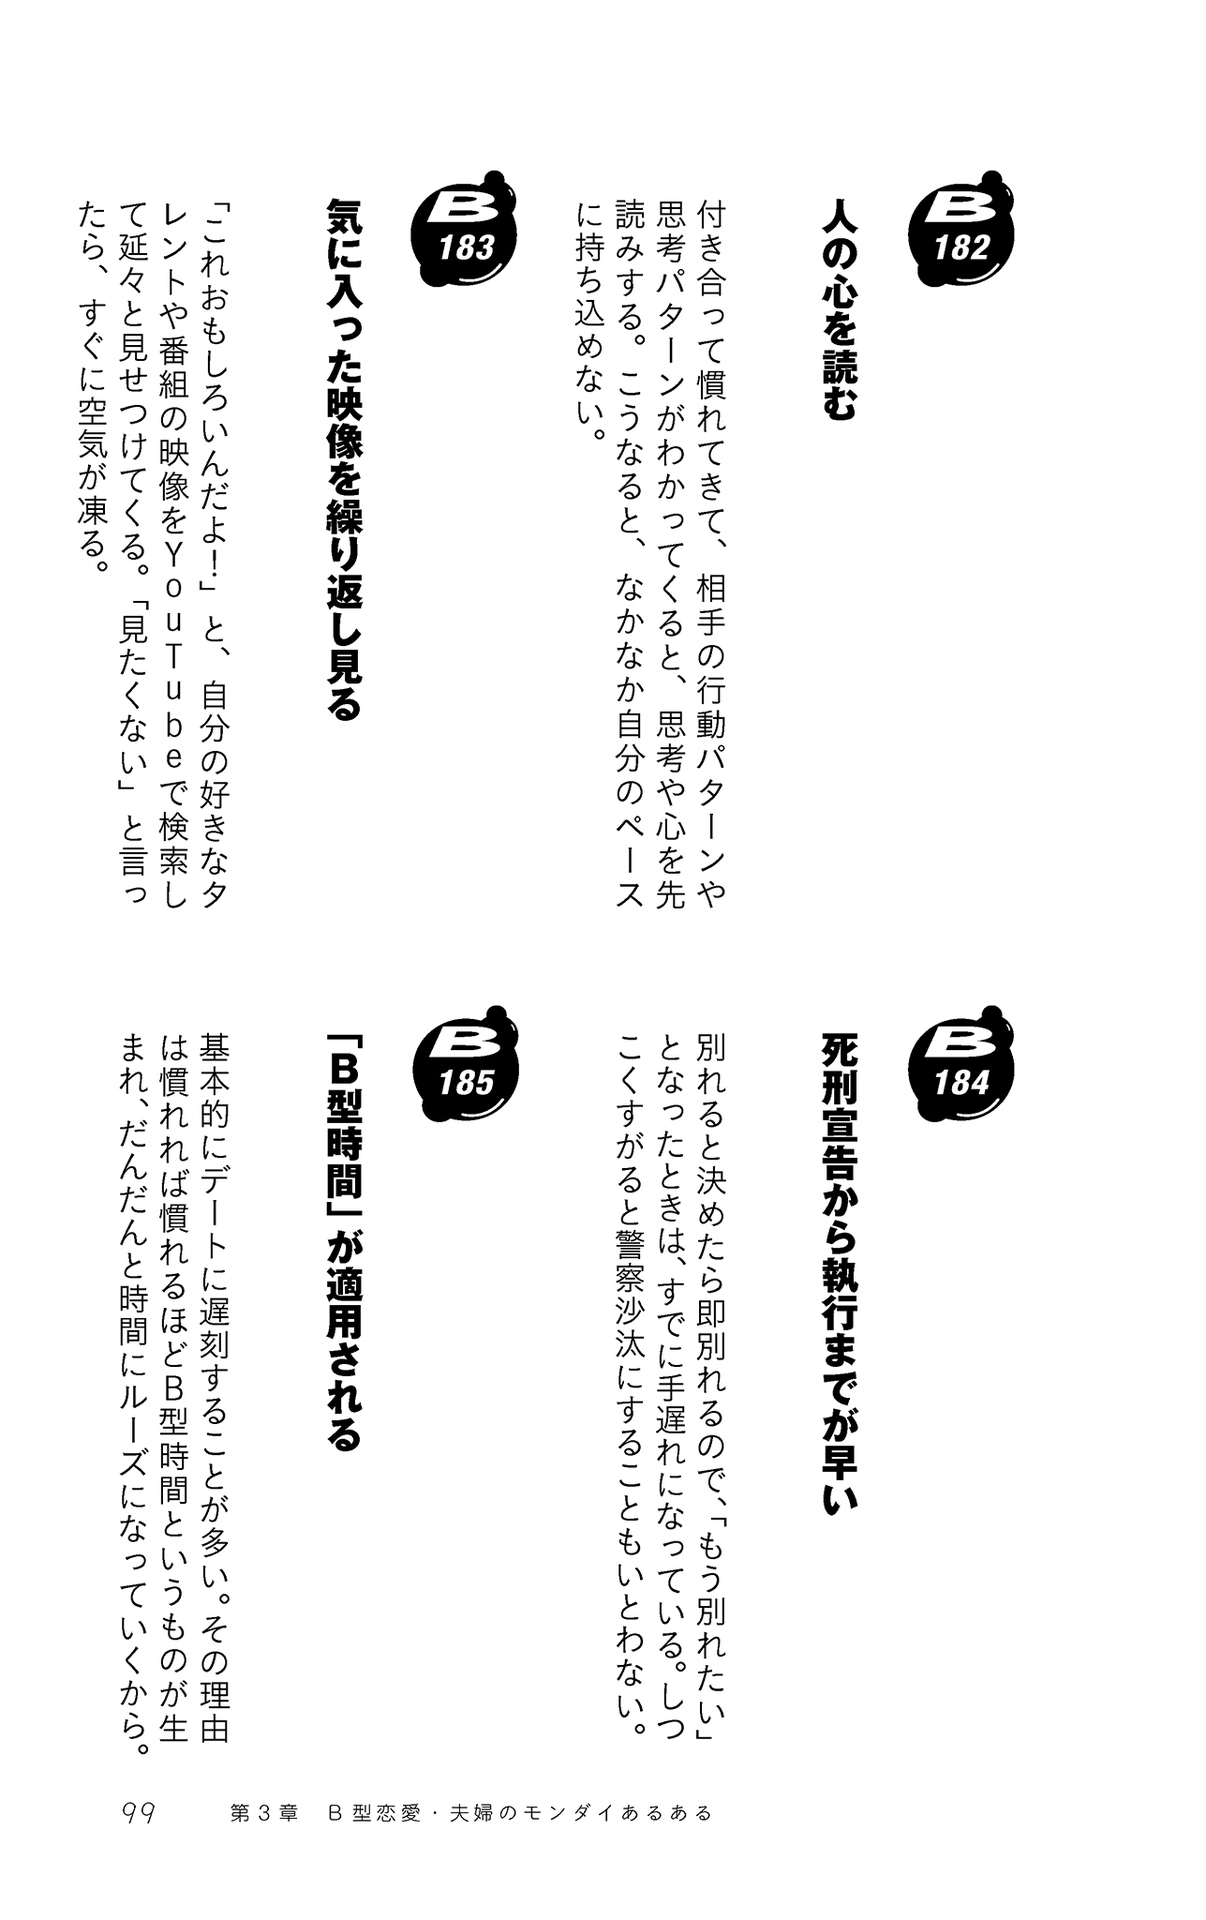 B
182
人の心を読む
付き合って慣れてきて、相手の行動パターンや
思考パターンがわかってくると、思考や心を先
読みする。こうなると、なかなか自分のペース
に持ち込めない。
B
183
気に入った映像を繰り返し見る
「これおもしろいんだよ！」と、自分の好きなタ
レントや番組の映像をYouTubeで検索し
て延々と見せつけてくる。「見たくない」と言っ
たら、すぐに空気が凍る。
B
184
死刑宣告から執行までが早い
別れると決めたら即別れるので、「もう別れたい」
となったときは、すでに手遅れになっている。しつ
こくすがると警察沙汰にすることもいとわない。
B
185
「B型時間」が適用される
基本的にデートに遅刻することが多い。その理由
は慣れれば慣れるほどB型時間というものが生
まれ、だんだんと時間にルーズになっていくから。
99 第3章 B型恋愛・夫婦のモンダイあるある